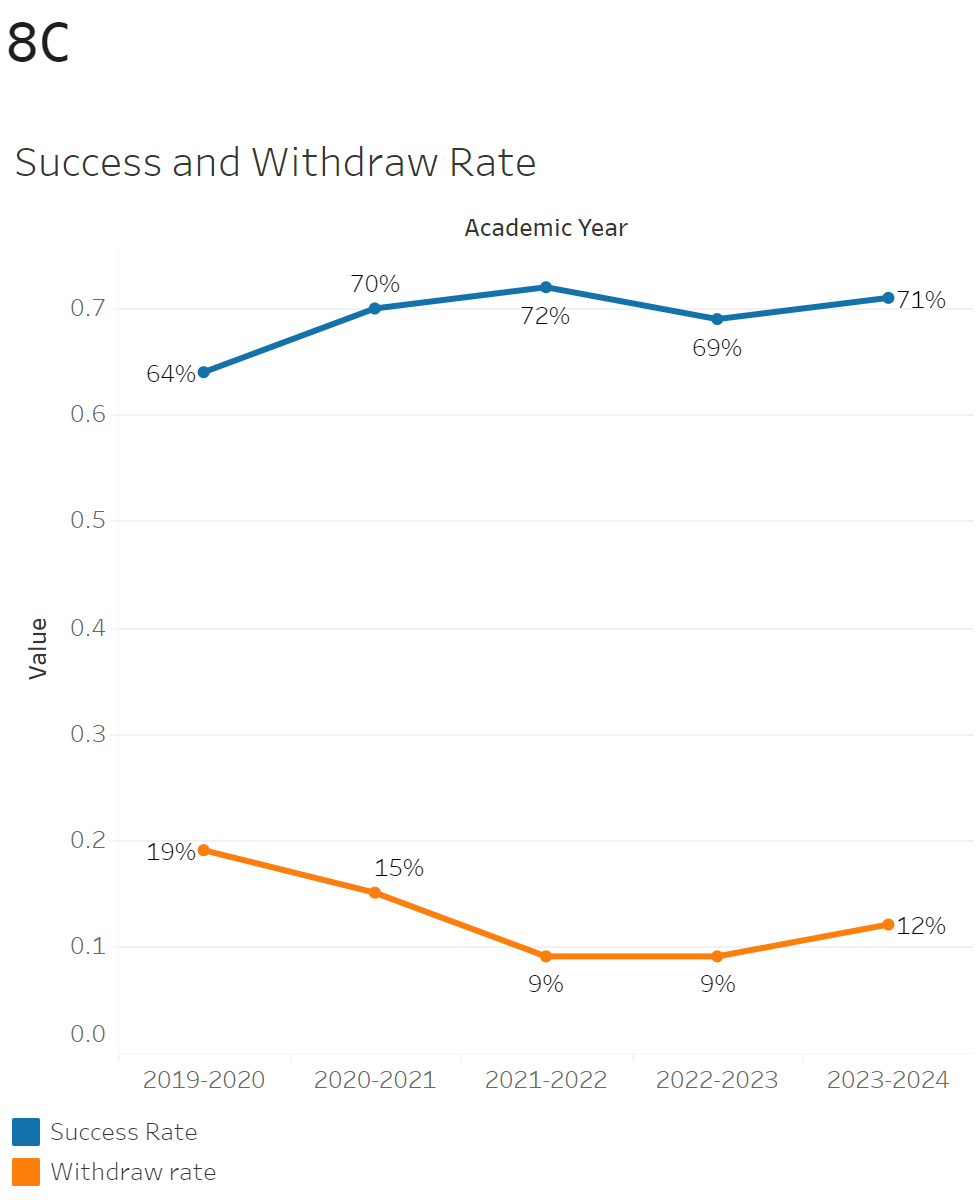 8C
Success and Withdraw Rate
Academic Year
70%
0.7
71%
72%
69%
64%
0.6
0.5
0.4
Value
0.3
0.2
19%
15%
12%
0.1
9%
9%
0.0
2019-2020 2020-2021 2021-2022 2022-2023 2023-2024
Success Rate
Withdraw rate